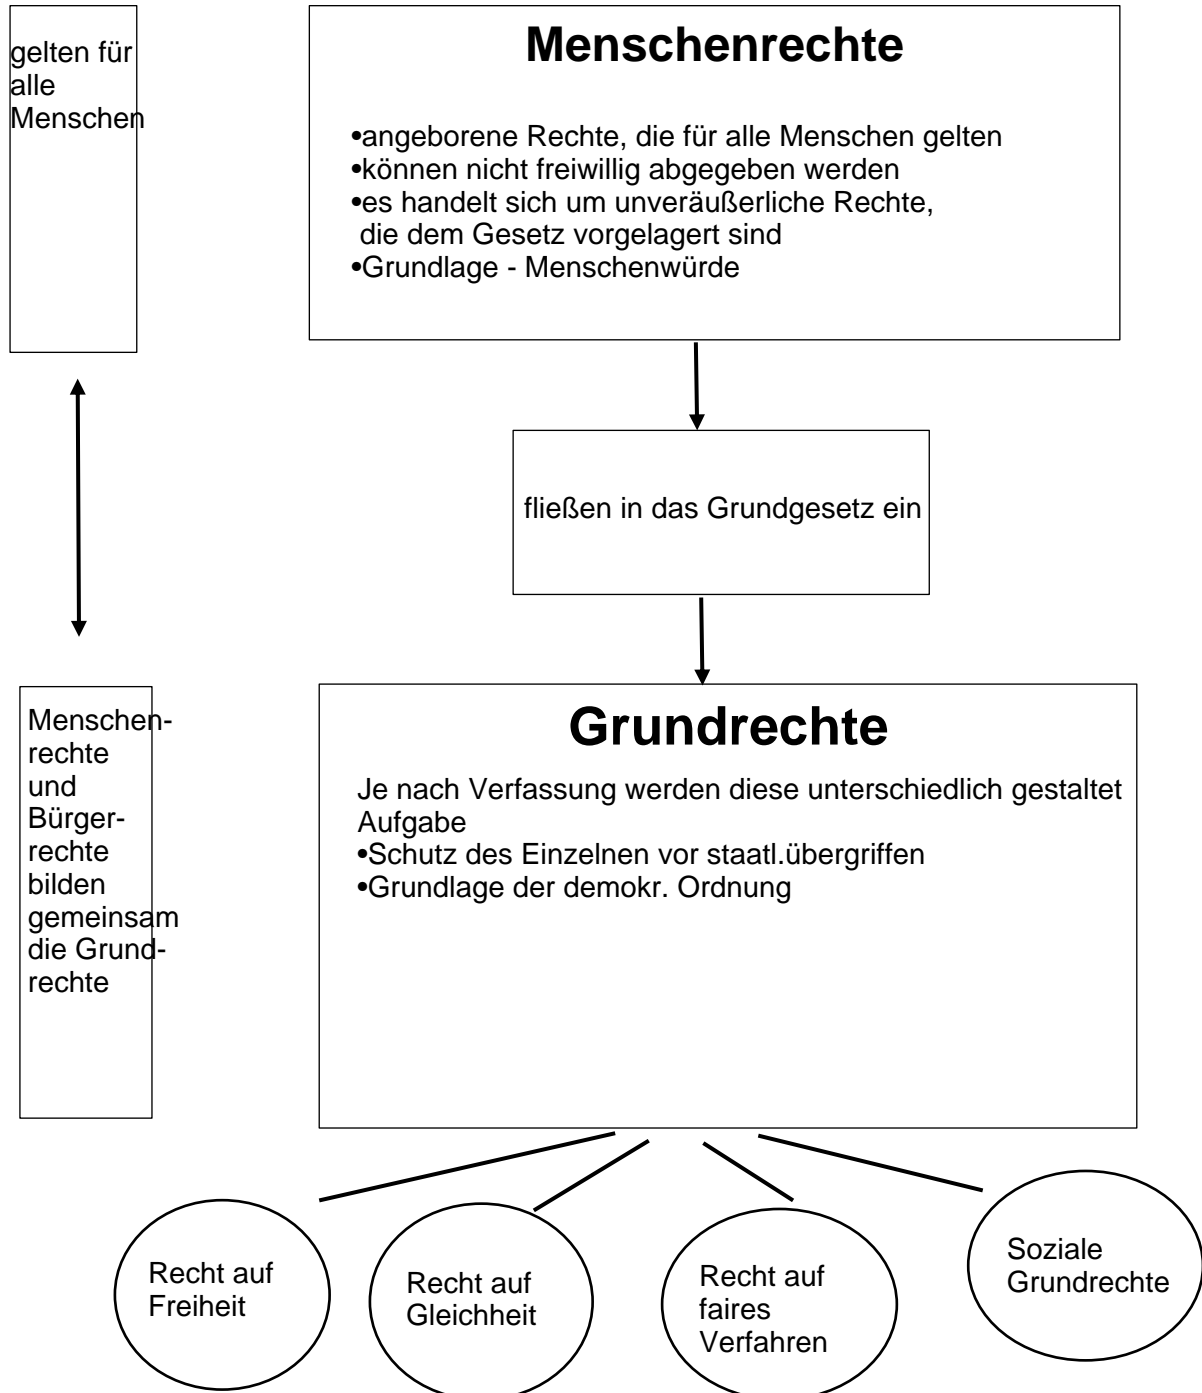 gelten für
alle
Menschen
Menschenrechte
•angeborene Rechte, die für alle Menschen gelten
•können nicht freiwillig abgegeben werden
•es handelt sich um unveräußerliche Rechte,
die dem Gesetz vorgelagert sind
•Grundlage - Menschenwürde
fließen in das Grundgesetz ein
Menschen-
rechte
und
Bürger-
rechte
bilden
gemeinsam
die Grund-
rechte
Grundrechte
Je nach Verfassung werden diese unterschiedlich gestaltet
Aufgabe
•Schutz des Einzelnen vor staatl.übergriffen
•Grundlage der demokr. Ordnung
Recht auf
Freiheit
Recht auf
Gleichheit
Recht auf
faires
Verfahren
Soziale
Grundrechte